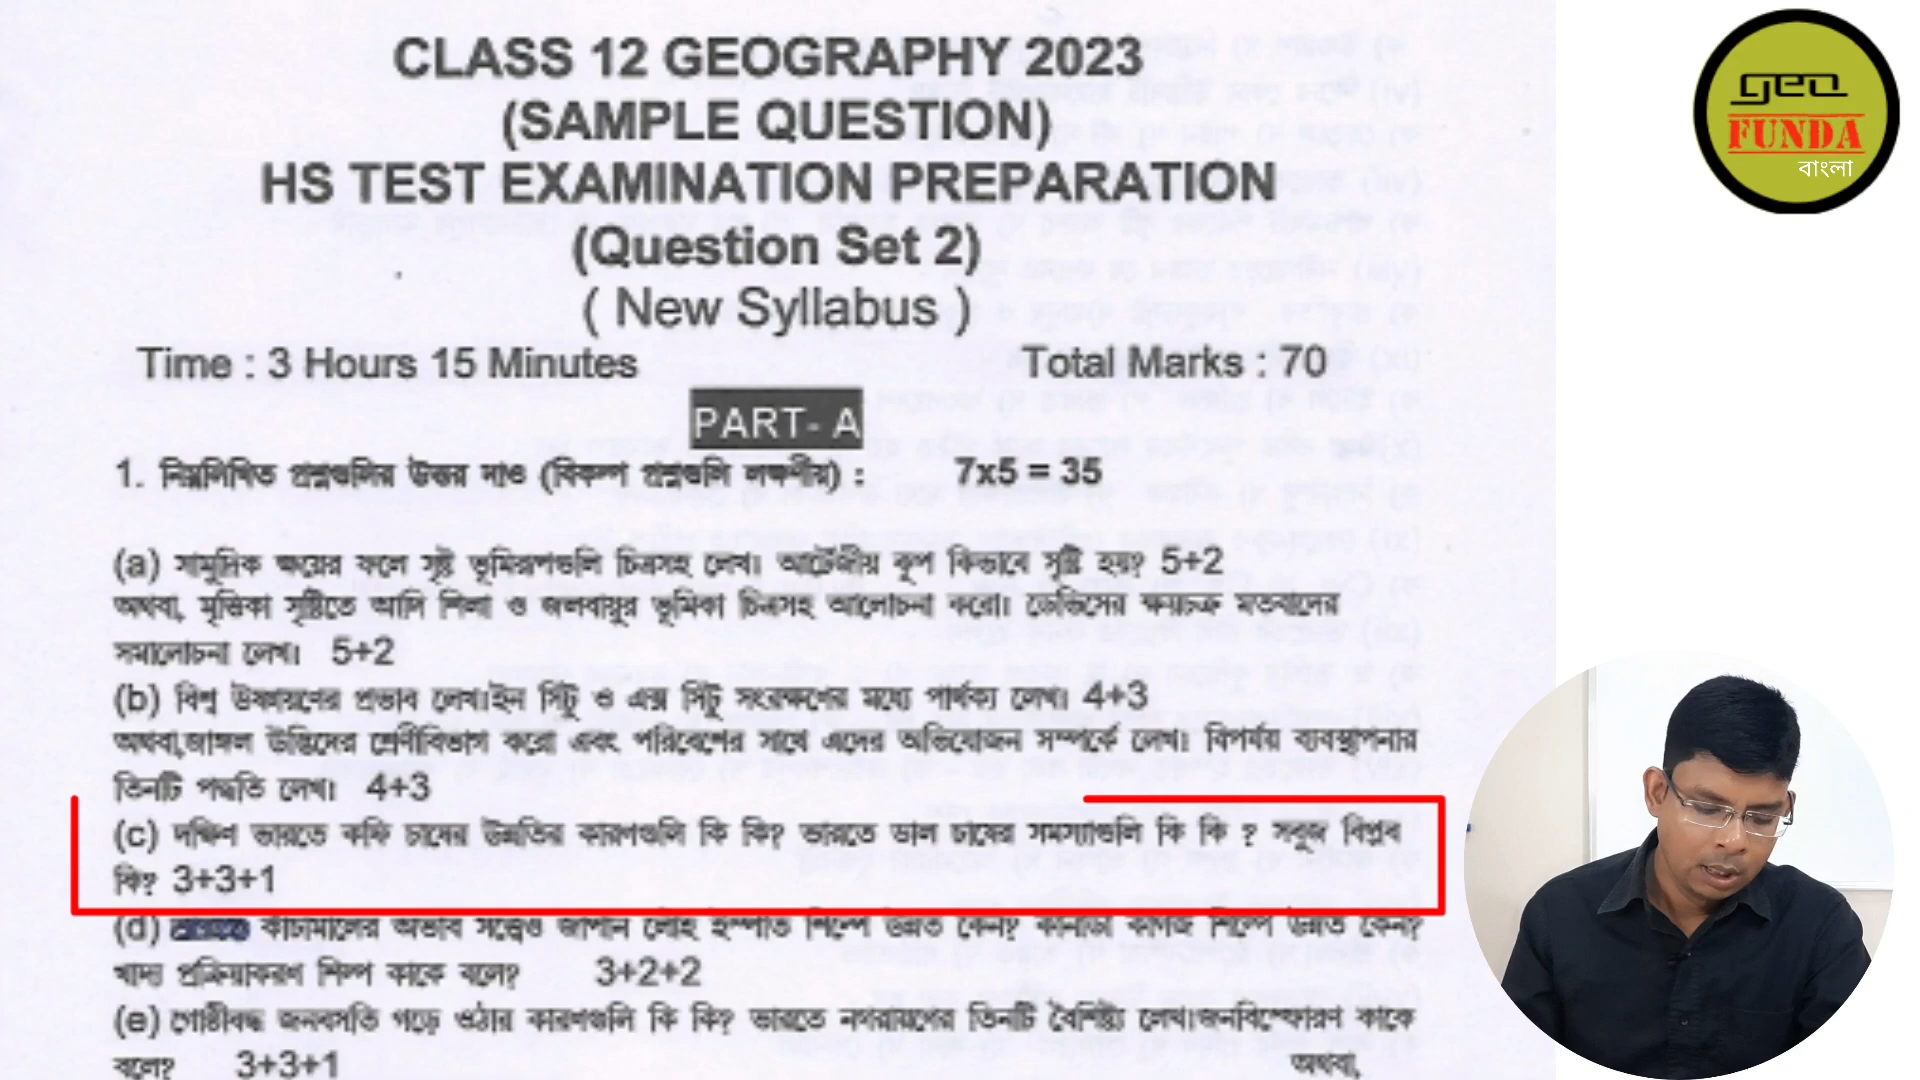 CLASS 12 GEOGRAPHY 2023
(SAMPLE QUESTION)
HS TEST EXAMINATION PREPARATION
(Question Set 2)
( New Syllabus )
Time : 3 Hours 15 Minutes Total Marks : 70
PART- A
1. নিম্নলিখিত প্রশ্নগুলির উত্তর দাও (বিকল্প প্রশ্নগুলি লক্ষণীয়) : 7x5 = 35
(a) সামুদ্রিক ক্ষয়ের ফলে সৃষ্ট ভূমিরূপগুলি চিত্রসহ লেখ। আর্টেজীয় কূপ কিভাবে সৃষ্টি হয়? 5+2
অথবা, মৃত্তিকা সৃষ্টিতে আদি শিলা ও জলবায়ুর ভূমিকা চিত্রসহ আলোচনা করো। ডেভিসের ক্ষয়চক্র মতবাদের
সমালোচনা লেখ। 5+2
(b) বিশ্ব উষ্ণায়ণের প্রভাব লেখ।ইন সিটু ও এক্স সিটু সংরক্ষণের মধ্যে পার্থক্য লেখ। 4+3
অথবা,জাঙ্গল উদ্ভিদের শ্রেণীবিভাগ করো এবং পরিবেশের সাথে এদের অভিযোজন সম্পর্কে লেখ। বিপর্যয় ব্যবস্থাপনার
তিনটি পদ্ধতি লেখ। 4+3
(c) দক্ষিণ ভারতে কফি চাষের উন্নতির কারণগুলি কি কি? ভারতে ডাল চাষের সমস্যাগুলি কি কি ? সবুজ বিপ্লব
কি? 3+3+1
(d) কাঁচামালের অভাব সত্ত্বেও জাপান লৌহ ইস্পাত শিল্পে উন্নত কেন? কানাডা কাগজ শিল্পে উন্নত কেন?
খাদ্য প্রক্রিয়াকরণ শিল্প কাকে বলে? 3+2+2
(e) গোষ্ঠীবদ্ধ জনবসতি গড়ে ওঠার কারণগুলি কি কি? ভারতে নগরায়ণের তিনটি বৈশিষ্ট্য লেখ।জনবিস্ফোরণ কাকে
বলে? 3+3+1 অথবা,
geo
FUNDA
বাংলা